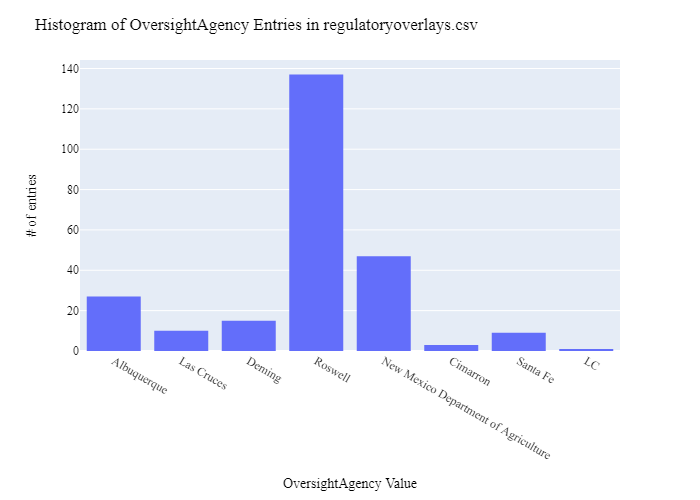 Histogram of OversightAgency Entries in regulatoryoverlays.csv
140
120
100
80
60
40
20
0
# of entries
Albuquerque
Las Cruces
Deming
Roswell
New Mexico Department of Agriculture
Cimarron
Santa Fe
LC
OversightAgency Value